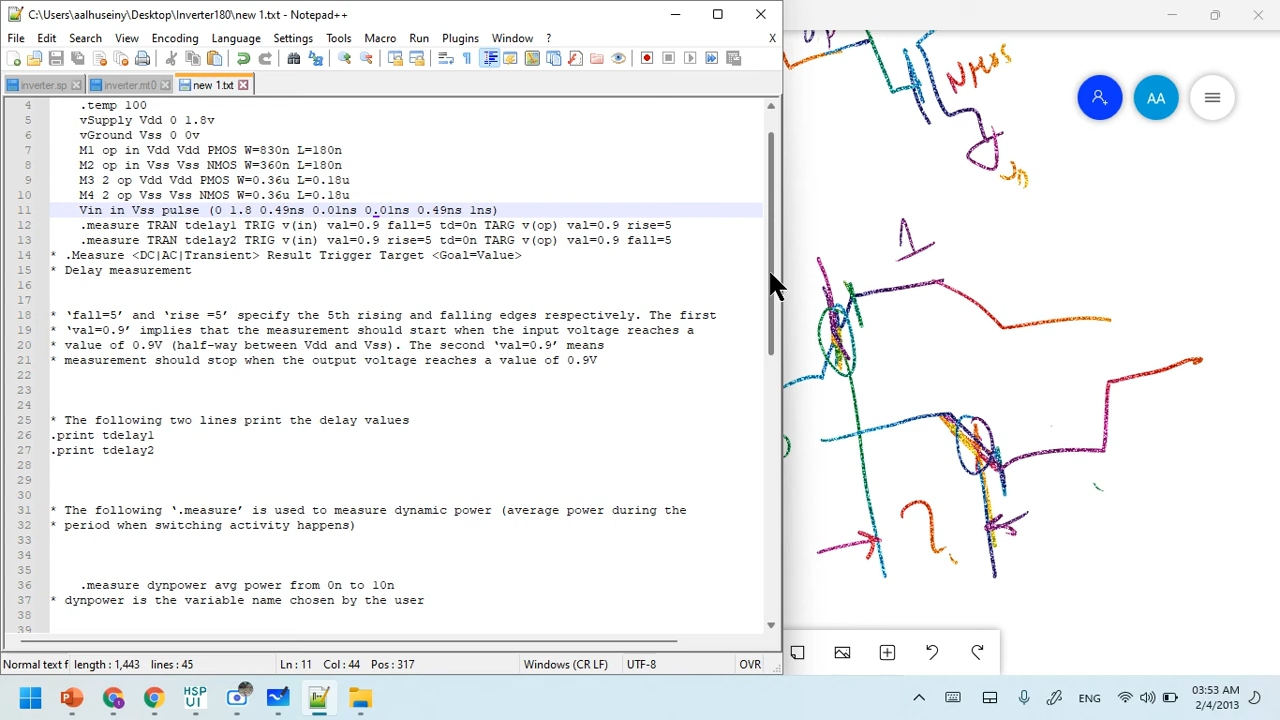 C:\Users\aalhuseiny\Desktop\Inverter180\new 1.txt - Notepad++
File Edit Search View Encoding Language Settings Tools Macro Run Plugins Window ? X
inverter.sp inverter.mt0 new 1.txt
4 .temp 100
5 vSupply Vdd 0 1.8v
6 vGround Vss 0 0v
7 M1 op in Vdd Vdd PMOS W=830n L=180n
8 M2 op in Vss Vss NMOS W=360n L=180n
9 M3 2 op Vdd Vdd PMOS W=0.36u L=0.18u
10 M4 2 op Vss Vss NMOS W=0.36u L=0.18u
11 Vin in Vss pulse (0 1.8 0.49ns 0.01ns 0.01ns 0.49ns 1ns)
12 .measure TRAN tdelay1 TRIG v(in) val=0.9 fall=5 td=0n TARG v(op) val=0.9 rise=5
13 .measure TRAN tdelay2 TRIG v(in) val=0.9 rise=5 td=0n TARG v(op) val=0.9 fall=5
14 * .Measure <DC|AC|Transient> Result Trigger Target <Goal=Value>
15 * Delay measurement
16
17
18 * ‘fall=5’ end ‘rise =5’ specify the 5th rising and falling edges respectively. The first
19 * ‘val=0.9’ implies that the measurement should start when the input voltage reaches a
20 * value of 0.9V (half-way between Vdd and Vss). The second ‘val=0.9’ means
21 * measurement should stop when the output voltage reaches a value of 0.9V
22
23
24
25 * The following two lines print the delay values
26 .print tdelay1
27 .print tdelay2
28
29
30
31 * The following ‘.measure’ is used to measure dynamic power (average power during the
32 * period when switching activity happens)
33
34
35
36 .measure dynpower avg power from 0n to 10n
37 * dynpower is the variable name chosen by the user
38
39
Normal text f length : 1,443 lines : 45 Ln : 11 Col : 44 Pos : 317 Windows (CR LF) UTF-8 OVR
NMOS
AA
1
?
HSP
UI
ENG
03:53 AM
2/4/2013